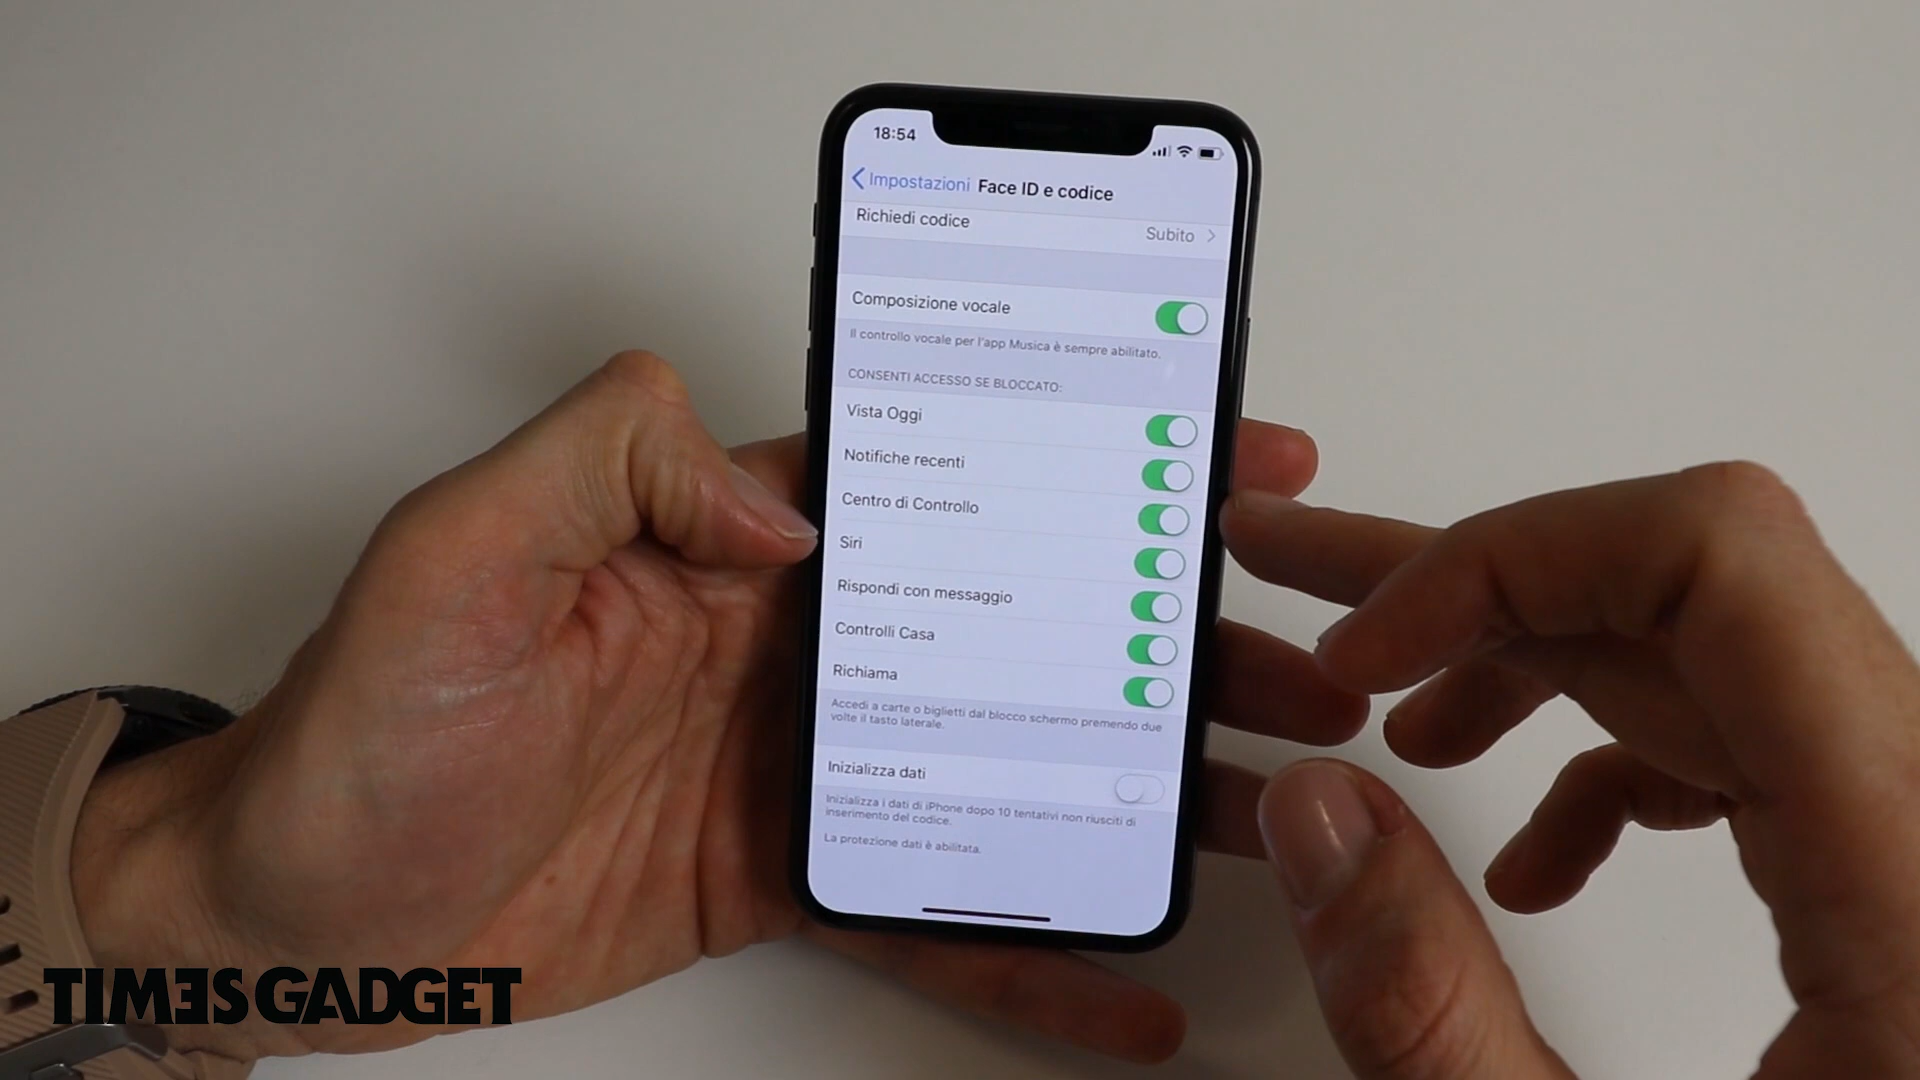 18:54
Impostazioni Face ID e codice
Richiedi codice Subito
Composizione vocale
Il controllo vocale per l'app Musica è sempre abilitato.
CONSENTI ACCESSO SE BLOCCATO:
Vista Oggi
Notifiche recenti
Centro di Controllo
Siri
Rispondi con messaggio
Controlli Casa
Richiama
Accedi a carte o biglietti dal blocco schermo premendo due
volte il tasto laterale.
Inizializza dati
Inizializza i dati di iPhone dopo 10 tentativi non riusciti di
inserimento del codice.
La protezione dati è abilitata.
TIMES GADGET